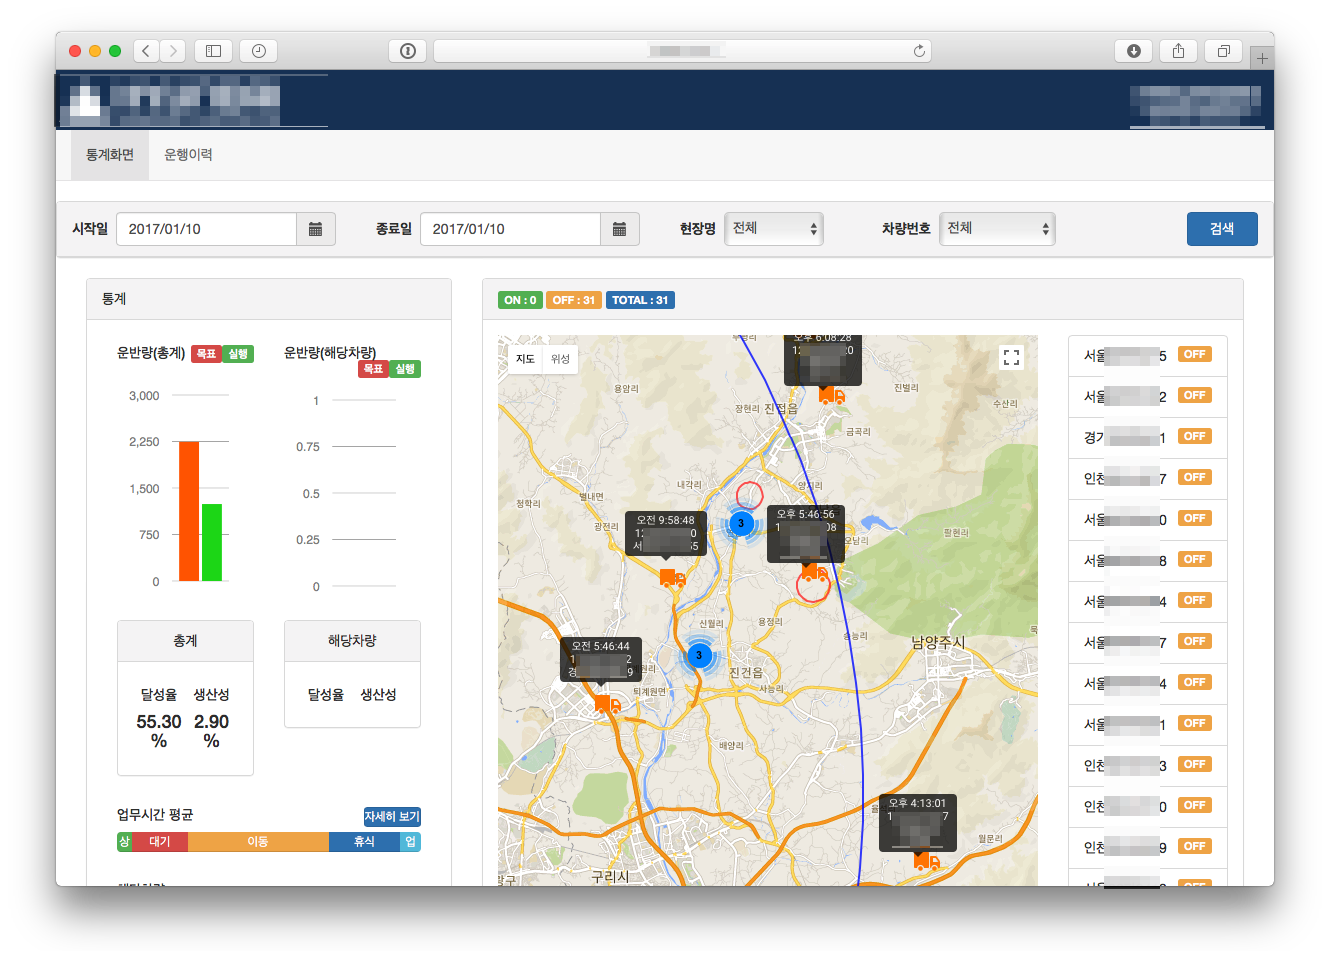 통계화면 운행이력
시작일 2017/01/10 종료일 2017/01/10 현장명 전체 차량번호 전체 검색
통계
운반량(총계) 목표 실행
3,000
2,250
1,500
750
0
운반량(해당차량)
목표 실행
1
0.75
0.5
0.25
0
총계
달성율 생산성
55.30 %
2.90 %
해당차량
달성율 생산성
업무시간 평균 자세히 보기
상 대기 이동 휴식 업
ON : 0 OFF : 31 TOTAL : 31
지도 위성
오후 6:08:28
용암리
진벌리
수산리
장현리 진접읍
금곡리
내각리
양지리
청학리
별내면
광전리
오전 9:58:48
3
오후 5:46:56
오남리
팔현리
신월리
용정리
송능리
남양주시
오전 5:46:44
3
진건읍
사능리
퇴계원리
퇴계원면
배양리
오후 4:13:01
월문리
구리시
서울 5 OFF
서울 2 OFF
경기 1 OFF
인천 7 OFF
서울 0 OFF
서울 8 OFF
서울 4 OFF
서울 7 OFF
서울 4 OFF
서울 1 OFF
인천 3 OFF
인천 0 OFF
인천 9 OFF
서울 OFF